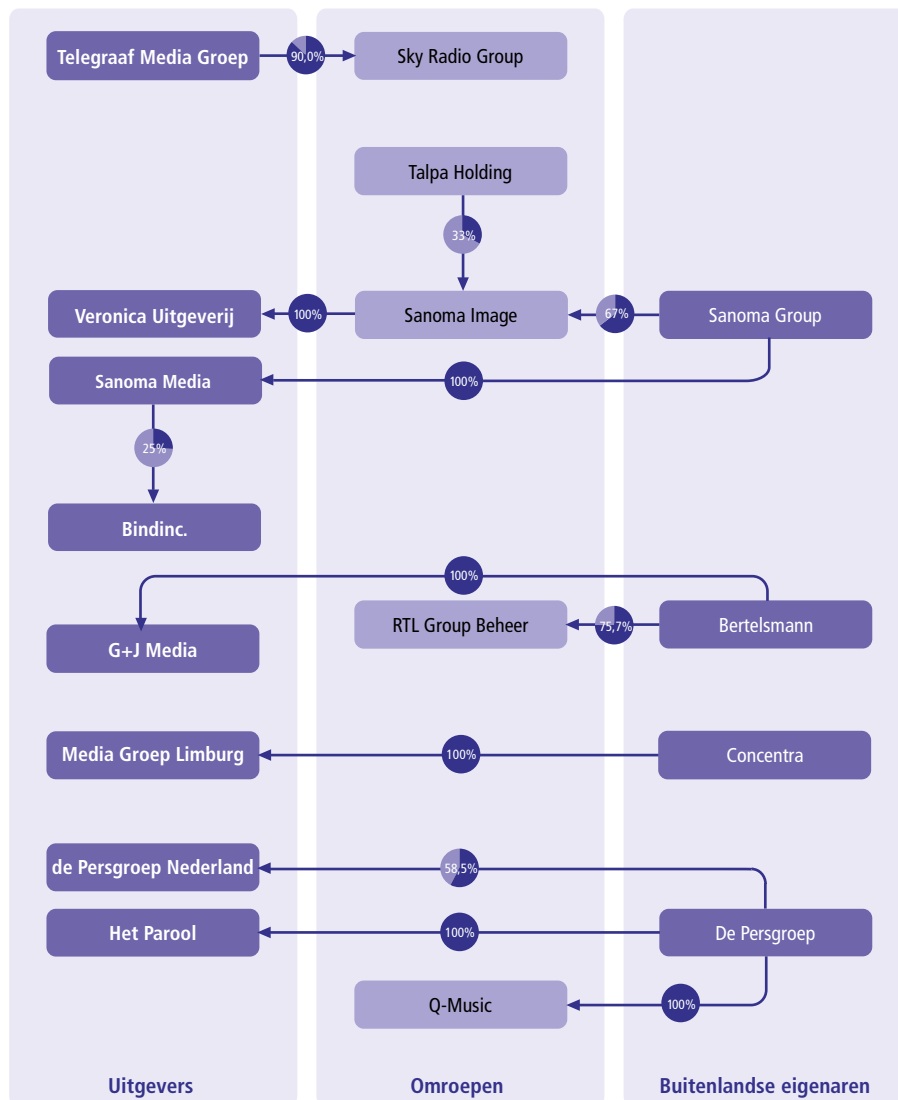 Telegraaf Media Groep
90,0%
Sky Radio Group
Talpa Holding
33%
Veronica Uitgeverij
100%
Sanoma Image
67%
Sanoma Group
Sanoma Media
100%
25%
Bindinc.
100%
G+J Media
RTL Group Beheer
75,7%
Bertelsmann
Media Groep Limburg
100%
Concentra
de Persgroep Nederland
58,5%
Het Parool
100%
De Persgroep
Q-Music
100%
Uitgevers
Omroepen
Buitenlandse eigenaren